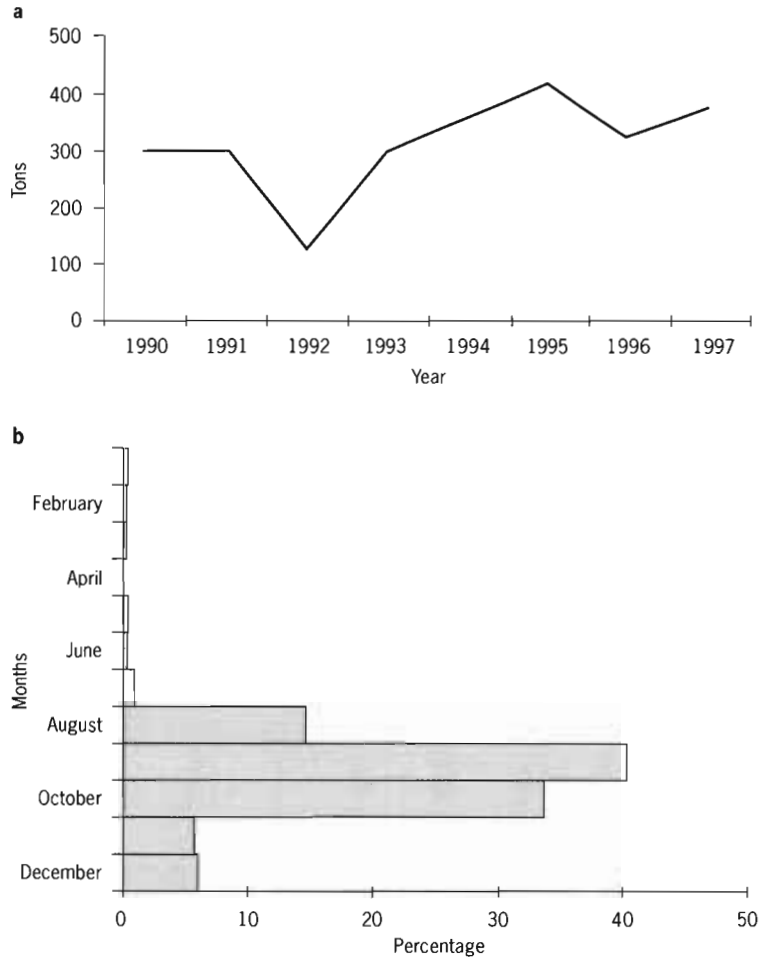 a
500
400
300
200
100
0
Tons
1990 1991 1992 1993 1994 1995 1996 1997
Year
b
February
April
June
August
October
December
Months
0 10 20 30 40 50
Percentage